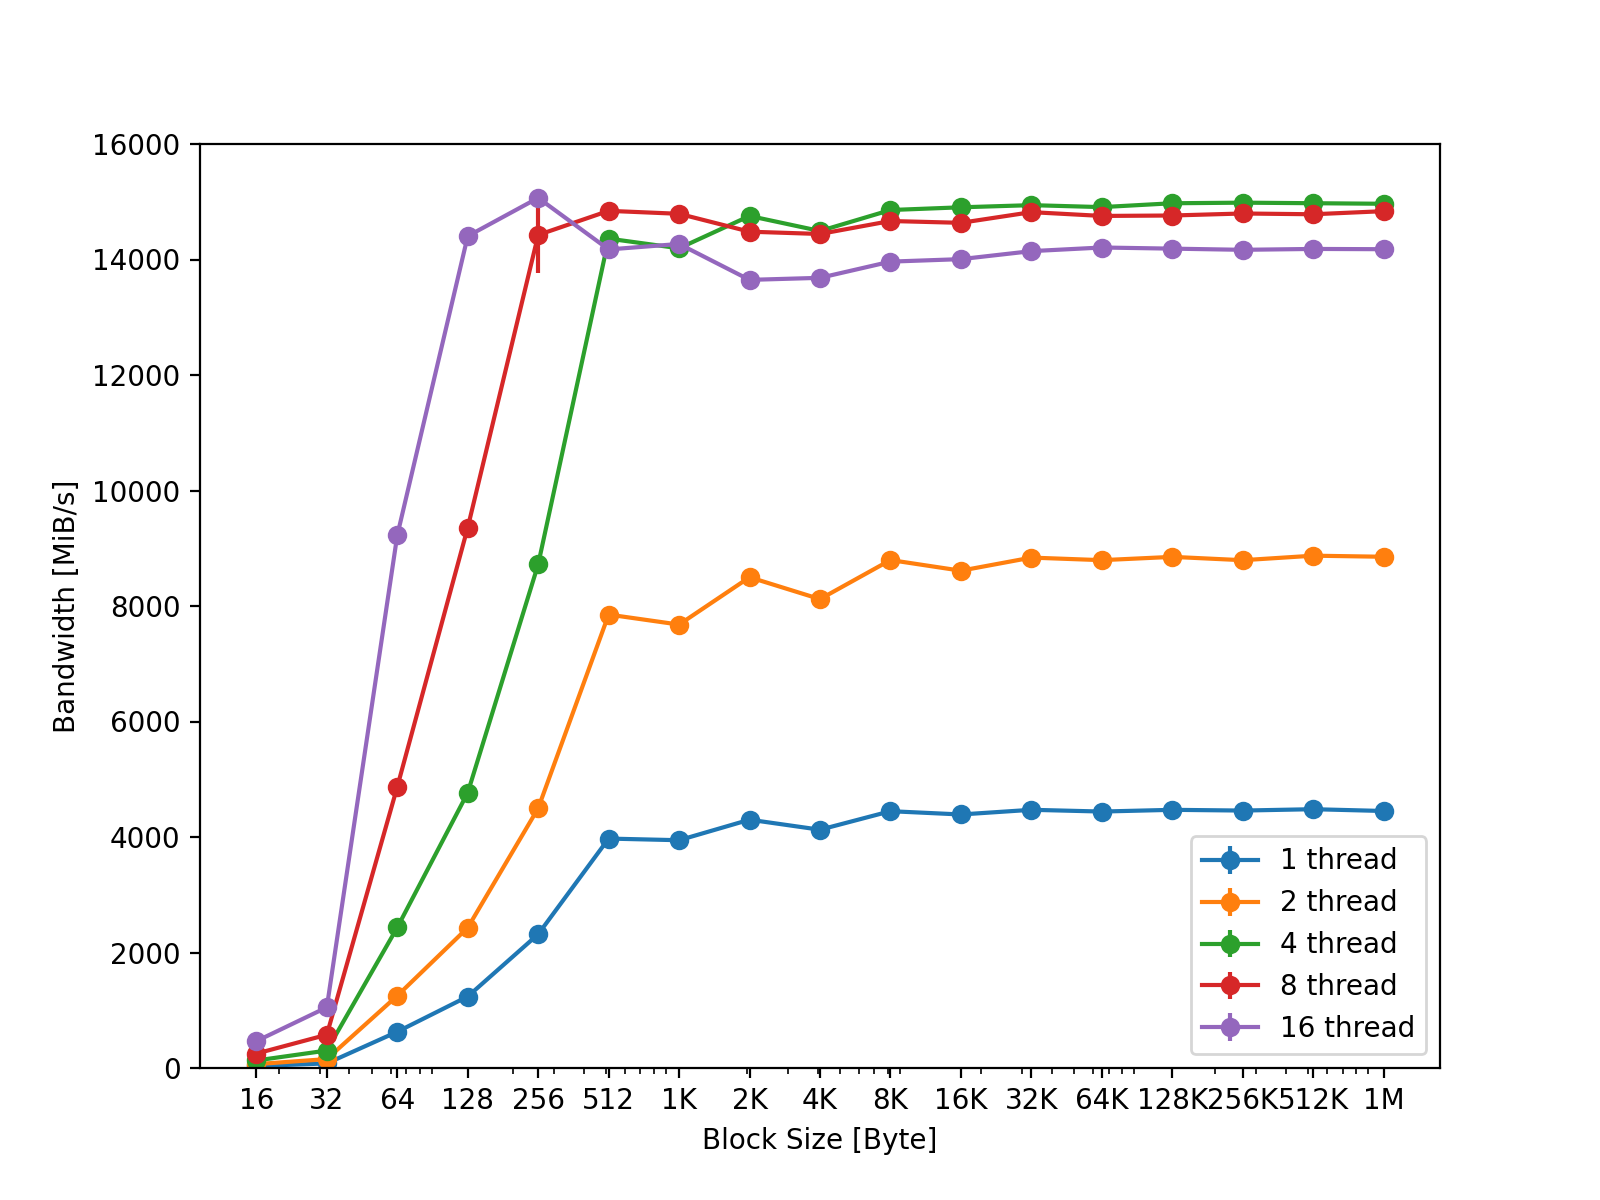 16000
14000
12000
10000
8000
6000
4000
2000
0
Bandwidth [MiB/s]
1 thread
2 thread
4 thread
8 thread
16 thread
16 32 64 128 256 512 1K 2K 4K 8K 16K 32K 64K 128K 256K 512K 1M
Block Size [Byte]